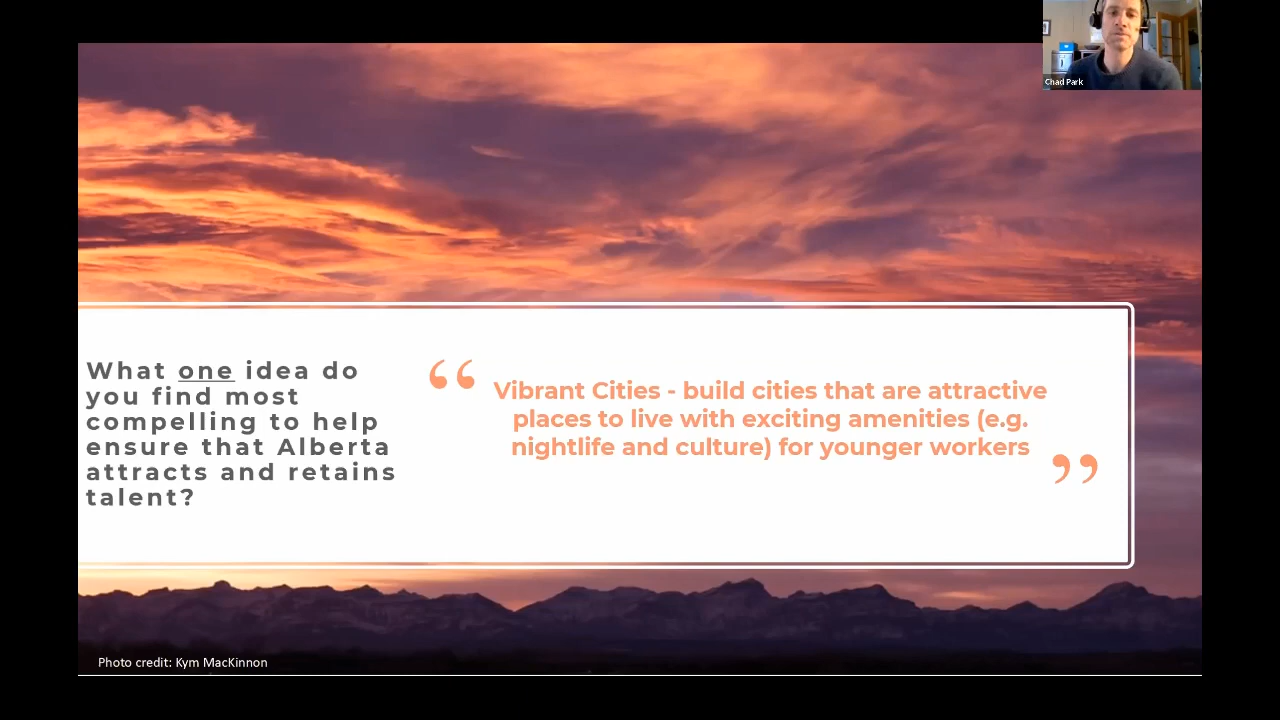 Chad Park
What one idea do
you find most
compelling to help
ensure that Alberta
attracts and retains
talent?
“ Vibrant Cities - build cities that are attractive
places to live with exciting amenities (e.g.
nightlife and culture) for younger workers ”
Photo credit: Kym MacKinnon